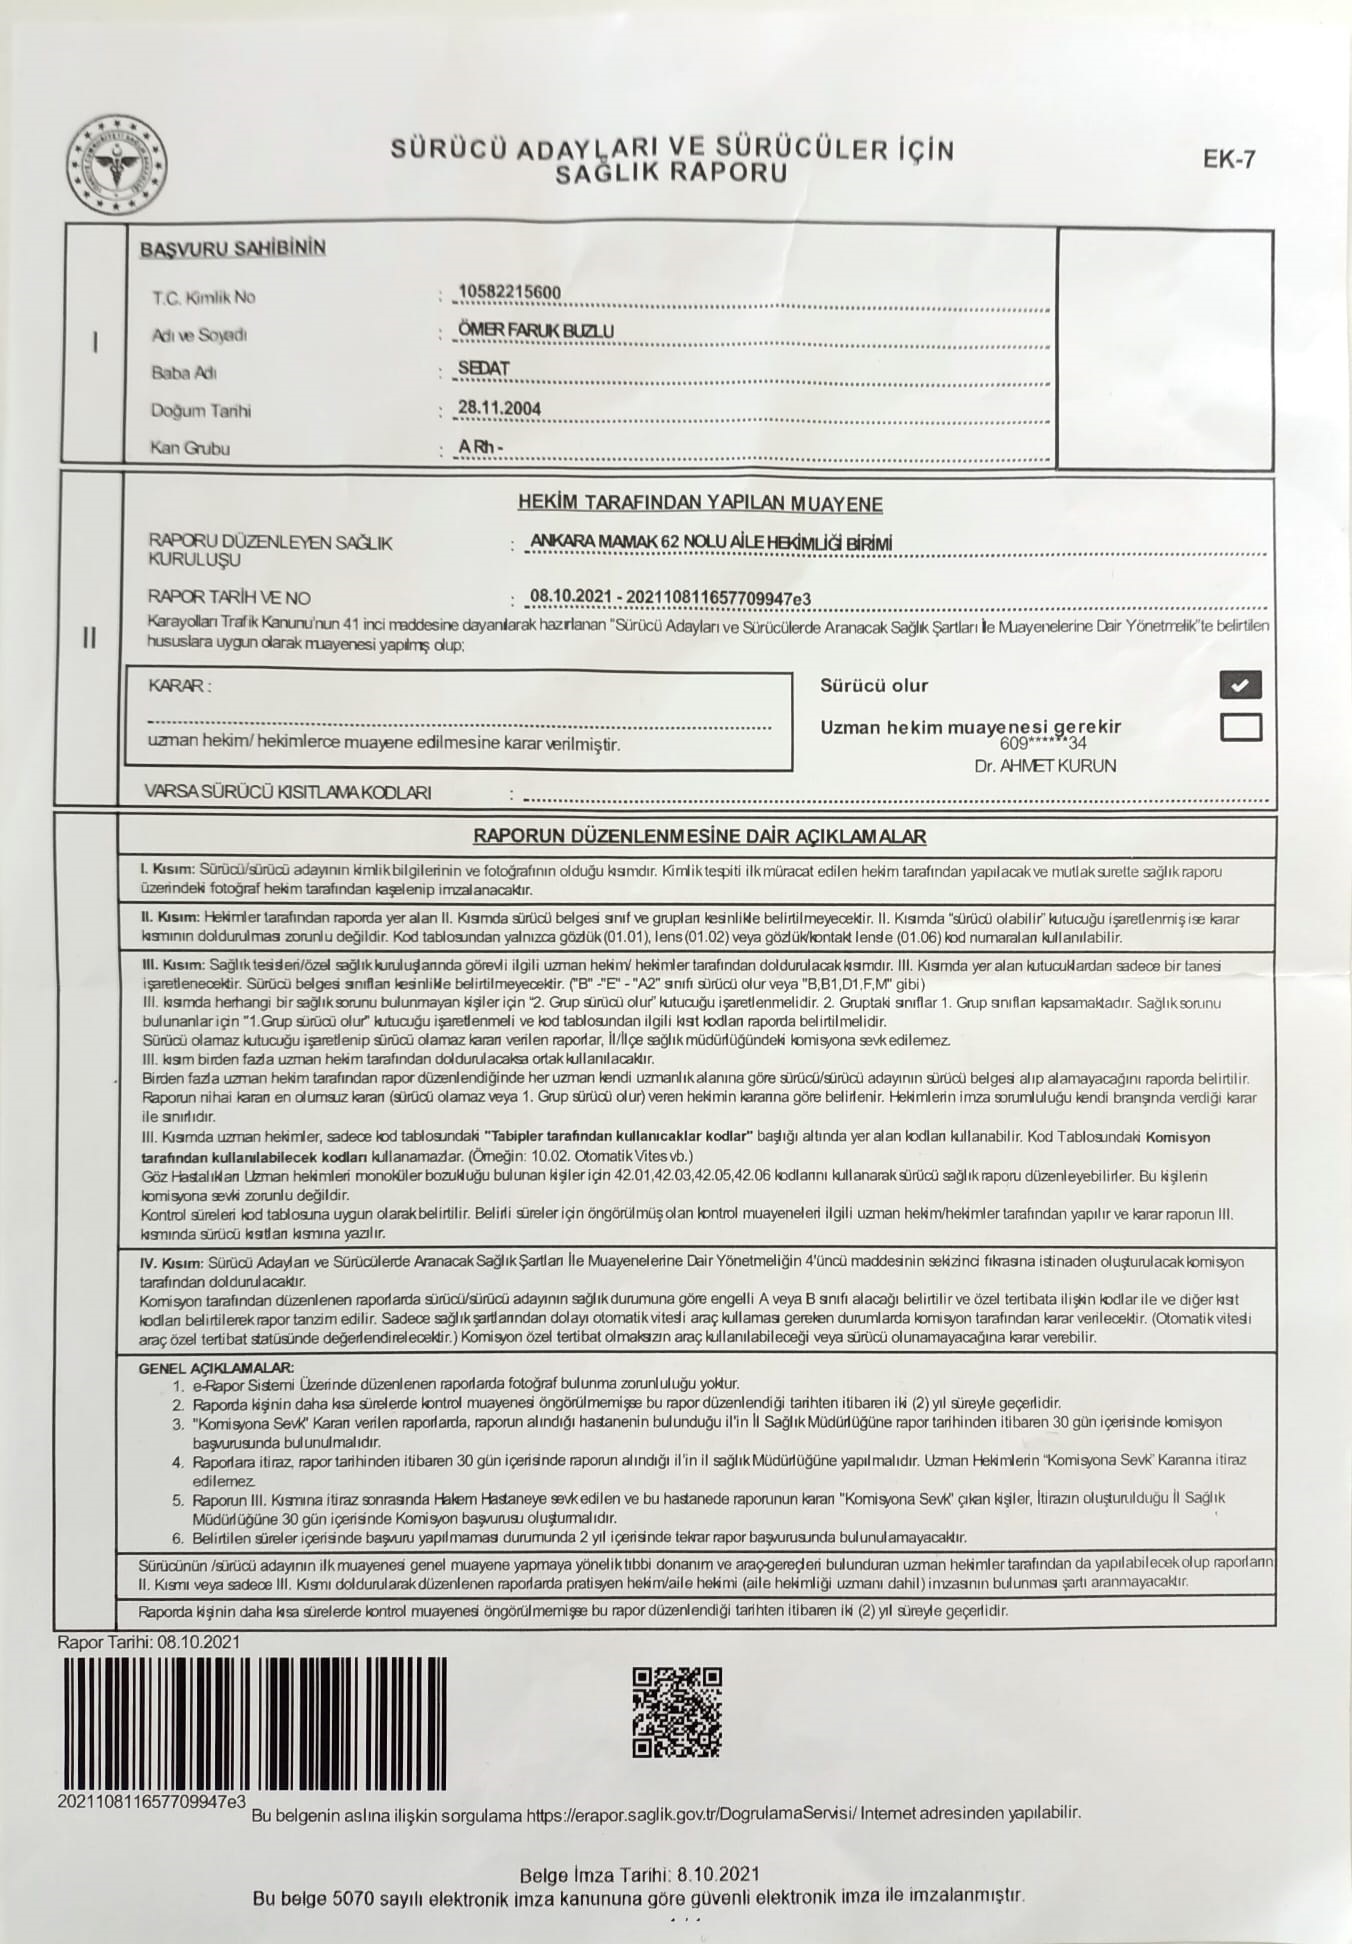 SÜRÜCÜ ADAYLARI VE SÜRÜCÜLER İÇİN
SAĞLIK RAPORU
EK-7
I
BAŞVURU SAHİBİNİN
T.C. Kimlik No : 10582215600
Adı ve Soyadı : ÖMER FARUK BUZLU
Baba Adı : SEDAT
Doğum Tarihi : 28.11.2004
Kan Grubu : A Rh -
II
HEKİM TARAFINDAN YAPILAN MUAYENE
RAPORU DÜZENLEYEN SAĞLIK KURULUŞU : ANKARA MAMAK 62 NOLU AİLE HEKİMLİĞİ BİRİMİ
RAPOR TARİH VE NO : 08.10.2021 - 202110811657709947e3
Karayolları Trafik Kanunu'nun 41 inci maddesine dayanılarak hazırlanan "Sürücü Adayları ve Sürücülerde Aranacak Sağlık Şartları İle Muayenelerine Dair Yönetmelik"te belirtilen
hususlara uygun olarak muayenesi yapılmış olup;
KARAR :
uzman hekim/ hekimlerce muayene edilmesine karar verilmiştir.
Sürücü olur
Uzman hekim muayenesi gerekir
609******34
Dr. AHMET KURUN
VARSA SÜRÜCÜ KISITLAMA KODLARI :
RAPORUN DÜZENLENMESİNE DAİR AÇIKLAMALAR
I. Kısım: Sürücü/sürücü adayının kimlik bilgilerinin ve fotoğrafının olduğu kısımdır. Kimlik tespiti ilk müracat edilen hekim tarafından yapılacak ve mutlak surette sağlık raporu
üzerindeki fotoğraf hekim tarafından kaşelenip imzalanacaktır.
II. Kısım: Hekimler tarafından raporda yer alan II. Kısımda sürücü belgesi sınıf ve grupları kesinlikle belirtilmeyecektir. II. Kısımda "sürücü olabilir" kutucuğu işaretlenmiş ise karar
kısmının doldurulması zorunlu değildir. Kod tablosundan yalnızca gözlük (01.01), lens (01.02) veya gözlük/kontakt lensle (01.06) kod numaraları kullanılabilir.
III. Kısım: Sağlık tesisleri/özel sağlık kuruluşlarında görevli ilgili uzman hekim/ hekimler tarafından doldurulacak kısımdır. III. Kısımda yer alan kutucuklardan sadece bir tanesi
işaretlenecektir. Sürücü belgesi sınıfları kesinlikle belirtilmeyecektir. ("B" -"E" - "A2" sınıfı sürücü olur veya "B,B1,D1,F,M" gibi)
III. kısımda herhangi bir sağlık sorunu bulunmayan kişiler için "2. Grup sürücü olur" kutucuğu işaretlenmelidir. 2. Gruptaki sınıflar 1. Grup sınıfları kapsamaktadır. Sağlık sorunu
bulunanlar için "1.Grup sürücü olur" kutucuğu işaretlenmeli ve kod tablosundan ilgili kısıt kodları raporda belirtilmelidir.
Sürücü olamaz kutucuğu işaretlenip sürücü olamaz kararı verilen raporlar, İl/İlçe sağlık müdürlüğündeki komisyona sevk edilemez.
III. kısım birden fazla uzman hekim tarafından doldurulacaksa ortak kullanılacaktır.
Birden fazla uzman hekim tarafından rapor düzenlendiğinde her uzman kendi uzmanlık alanına göre sürücü/sürücü adayının sürücü belgesi alıp alamayacağını raporda belirtilir.
Raporun nihai kararı en olumsuz kararı (sürücü olamaz veya 1. Grup sürücü olur) veren hekimin kararına göre belirlenir. Hekimlerin imza sorumluluğu kendi branşında verdiği karar
ile sınırlıdır.
III. Kısımda uzman hekimler, sadece kod tablosundaki "Tabipler tarafından kullanıcaklar kodlar" başlığı altında yer alan kodları kullanabilir. Kod Tablosundaki Komisyon
tarafından kullanılabilecek kodları kullanamazlar. (Örneğin: 10.02. Otomatik Vites vb.)
Göz Hastalıkları Uzman hekimleri monoküler bozukluğu bulunan kişiler için 42.01,42.03,42.05,42.06 kodlarını kullanarak sürücü sağlık raporu düzenleyebilirler. Bu kişilerin
komisyona sevki zorunlu değildir.
Kontrol süreleri kod tablosuna uygun olarak belirtilir. Belirli süreler için öngörülmüş olan kontrol muayeneleri ilgili uzman hekim/hekimler tarafından yapılır ve karar raporun III.
kısmında sürücü kısıtları kısmına yazılır.
IV. Kısım: Sürücü Adayları ve Sürücülerde Aranacak Sağlık Şartları İle Muayenelerine Dair Yönetmeliğin 4'üncü maddesinin sekizinci fıkrasına istinaden oluşturulacak komisyon
tarafından doldurulacaktır.
Komisyon tarafından düzenlenen raporlarda sürücü/sürücü adayının sağlık durumuna göre engelli A veya B sınıfı alacağı belirtilir ve özel tertibata ilişkin kodlar ile ve diğer kısıt
kodları belirtilerek rapor tanzim edilir. Sadece sağlık şartlarından dolayı otomatik vitesli araç kullaması gereken durumlarda komisyon tarafından karar verilecektir. (Otomatik vitesli
araç özel tertibat statüsünde değerlendirelecektir.) Komisyon özel tertibat olmaksızın araç kullanılabileceği veya sürücü olunamayacağına karar verebilir.
GENEL AÇIKLAMALAR:
1. e-Rapor Sistemi Üzerinde düzenlenen raporlarda fotoğraf bulunma zorunluluğu yoktur.
2. Raporda kişinin daha kısa sürelerde kontrol muayenesi öngörülmemişse bu rapor düzenlendiği tarihten itibaren iki (2) yıl süreyle geçerlidir.
3. "Komisyona Sevk" Kararı verilen raporlarda, raporun alındığı hastanenin bulunduğu il'in İl Sağlık Müdürlüğüne rapor tarihinden itibaren 30 gün içerisinde komisyon
başvurusunda bulunulmalıdır.
4. Raporlara itiraz, rapor tarihinden itibaren 30 gün içerisinde raporun alındığı il'in il sağlık Müdürlüğüne yapılmalıdır. Uzman Hekimlerin "Komisyona Sevk" Kararına itiraz
edilemez.
5. Raporun III. Kısmına itiraz sonrasında Hakem Hastaneye sevk edilen ve bu hastanede raporunun kararı "Komisyona Sevk" çıkan kişiler, İtirazın oluşturulduğu İl Sağlık
Müdürlüğüne 30 gün içerisinde Komisyon başvurusu oluşturmalıdır.
6. Belirtilen süreler içerisinde başvuru yapılmaması durumunda 2 yıl içerisinde tekrar rapor başvurusunda bulunulamayacaktır.
Sürücünün /sürücü adayının ilk muayenesi genel muayene yapmaya yönelik tıbbi donanım ve araç-gereçleri bulunduran uzman hekimler tarafından da yapılabilecek olup raporların
II. Kısmı veya sadece III. Kısmı doldurularak düzenlenen raporlarda pratisyen hekim/aile hekimi (aile hekimliği uzmanı dahil) imzasının bulunması şartı aranmayacaktır.
Raporda kişinin daha kısa sürelerde kontrol muayenesi öngörülmemişse bu rapor düzenlendiği tarihten itibaren iki (2) yıl süreyle geçerlidir.
Rapor Tarihi: 08.10.2021
202110811657709947e3
Bu belgenin aslına ilişkin sorgulama https://erapor.saglik.gov.tr/DogrulamaServisi/ Internet adresinden yapılabilir.
Belge İmza Tarihi: 8.10.2021
Bu belge 5070 sayılı elektronik imza kanununa göre güvenli elektronik imza ile imzalanmıştır.